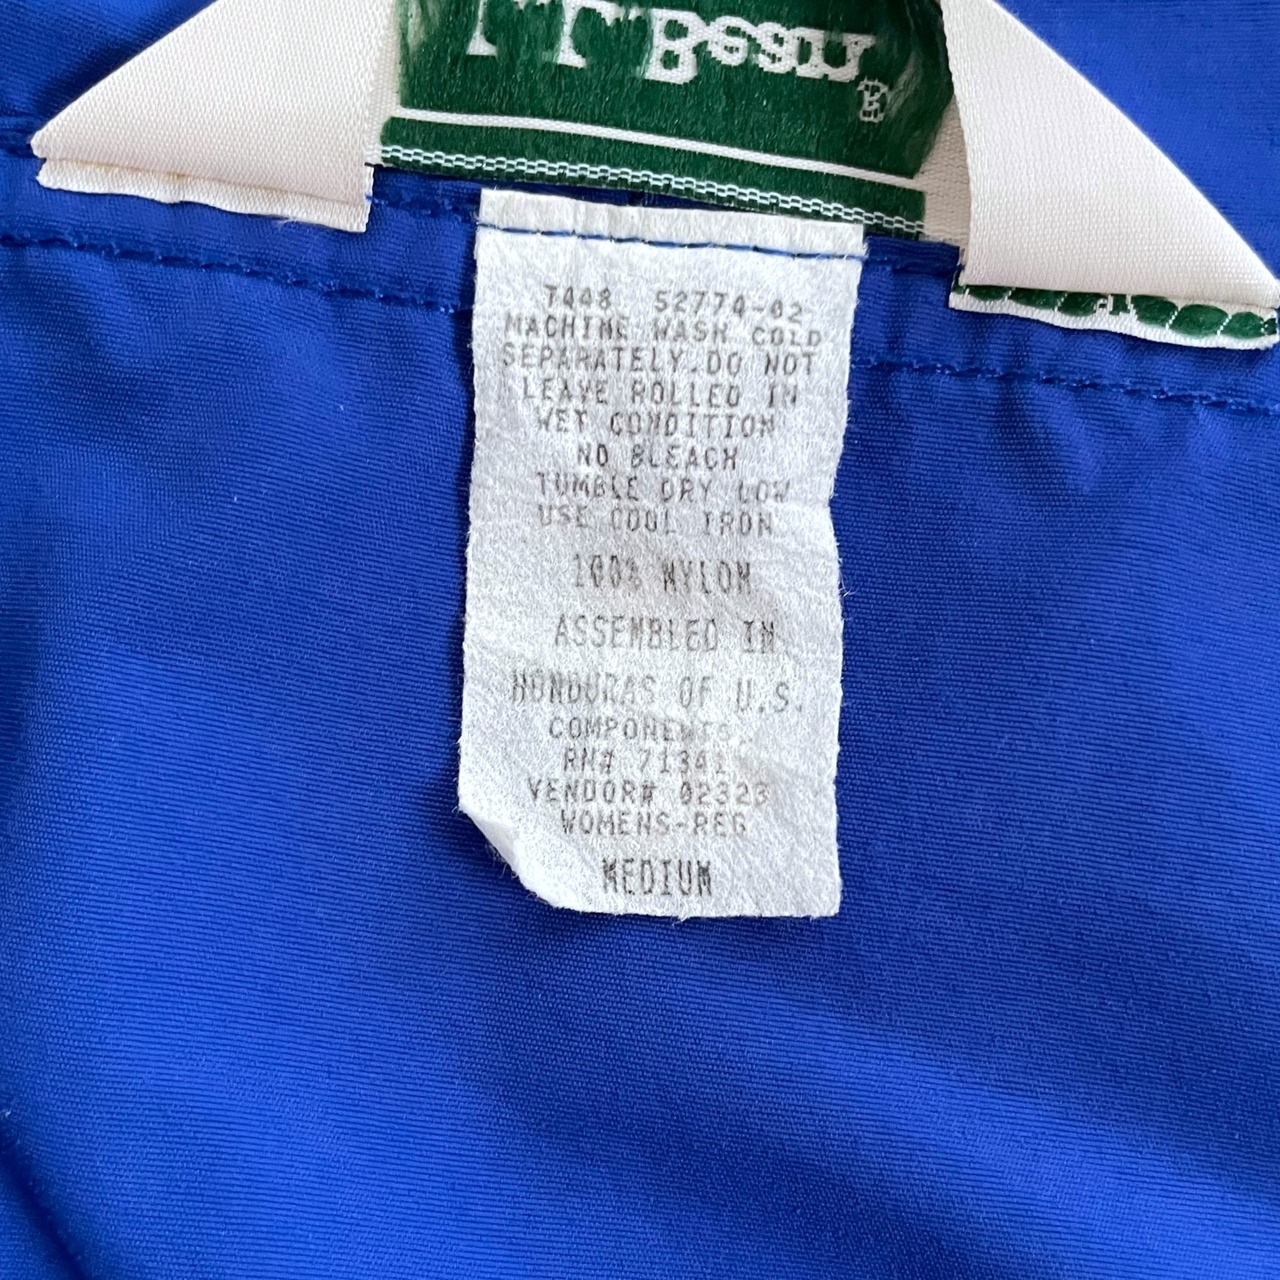 L.L.Bean®
T448 52774-02
MACHINE WASH COLD
SEPARATELY.DO NOT
LEAVE ROLLED IN
WET CONDITION
NO BLEACH
TUMBLE DRY LOW
USE COOL IRON
100% NYLON
ASSEMBLED IN
HONDURAS OF U.S.
COMPONENTS.
RN# 71341
VENDOR# 02323
WOMENS-REG
MEDIUM